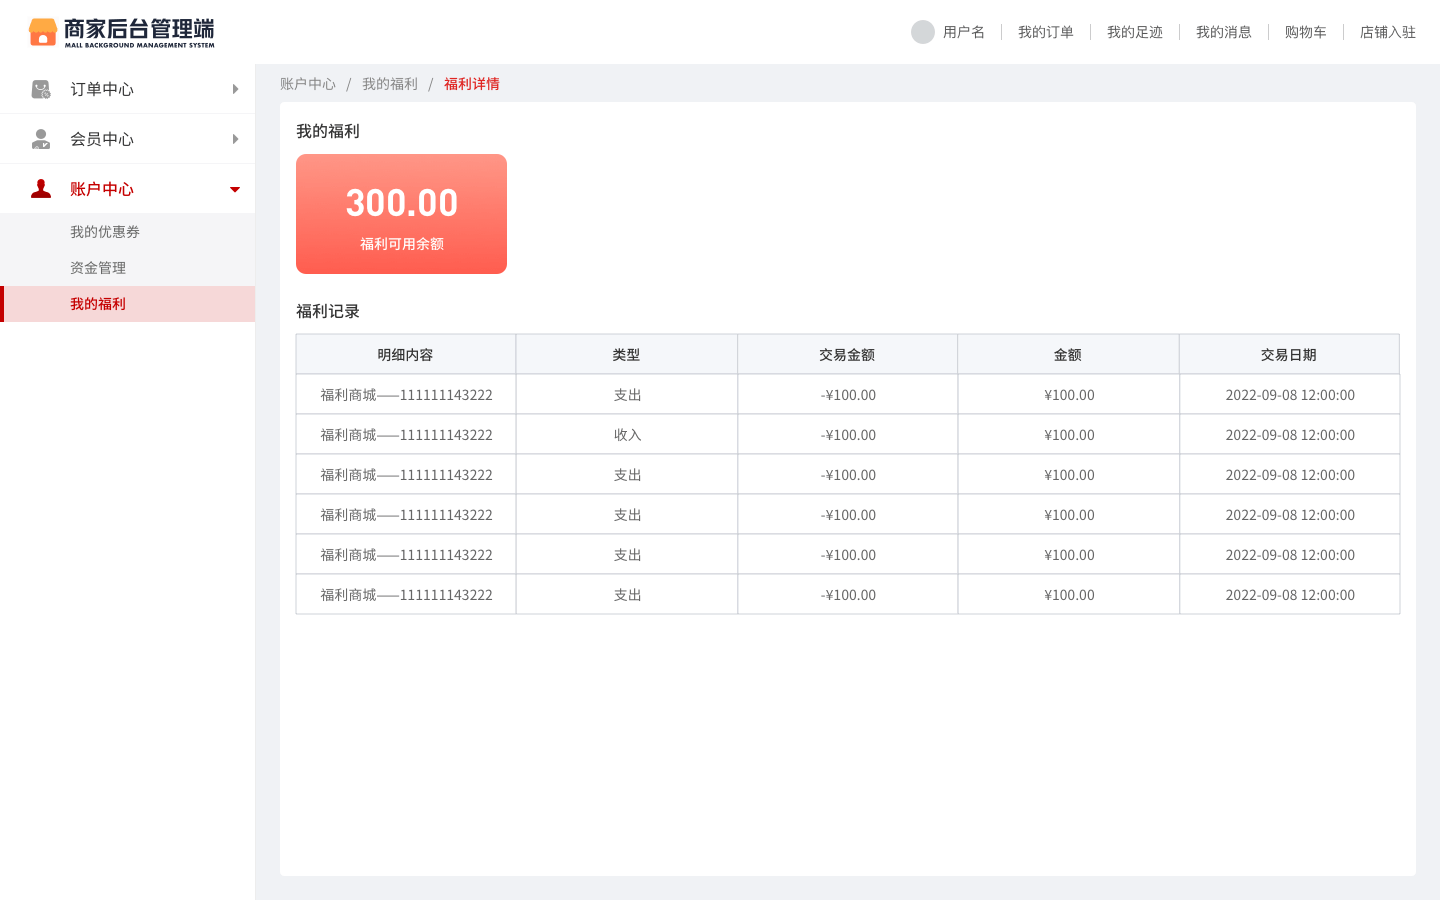 商家后台管理端
MALL BACKGROUND MANAGEMENT SYSTEM
用户名 我的订单 我的足迹 我的消息 购物车 店铺入驻
订单中心
会员中心
账户中心
我的优惠券
资金管理
我的福利
账户中心 / 我的福利 / 福利详情
我的福利
300.00
福利可用余额
福利记录
明细内容 类型 交易金额 金额 交易日期
福利商城——111111143222 支出 -¥100.00 ¥100.00 2022-09-08 12:00:00
福利商城——111111143222 收入 -¥100.00 ¥100.00 2022-09-08 12:00:00
福利商城——111111143222 支出 -¥100.00 ¥100.00 2022-09-08 12:00:00
福利商城——111111143222 支出 -¥100.00 ¥100.00 2022-09-08 12:00:00
福利商城——111111143222 支出 -¥100.00 ¥100.00 2022-09-08 12:00:00
福利商城——111111143222 支出 -¥100.00 ¥100.00 2022-09-08 12:00:00